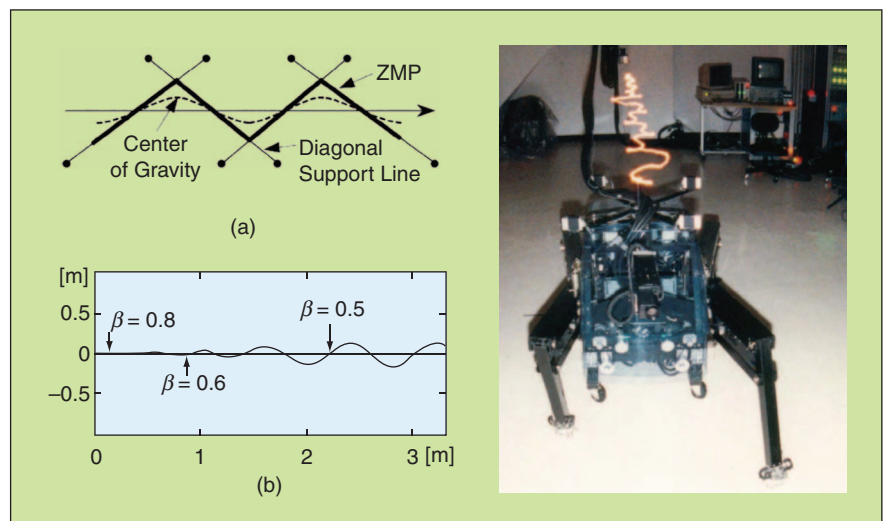 ZMP
Center
of Gravity
Diagonal
Support Line
(a)
[m]
0.5
0
−0.5
β = 0.8
β = 0.6
β = 0.5
0 1 2 3 [m]
(b)